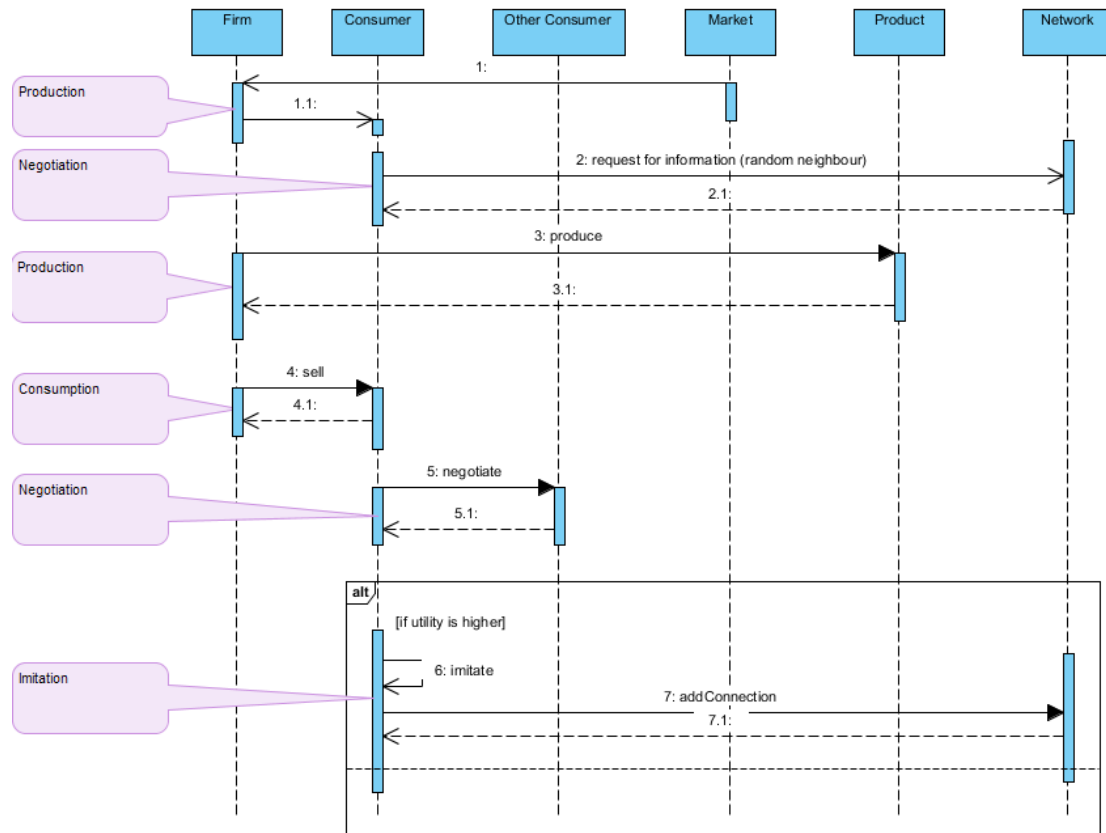 Firm
Consumer
Other Consumer
Market
Product
Network
Production
1:
1.1:
Negotiation
2: request for information (random neighbour)
2.1:
3: produce
Production
3.1:
Consumption
4: sell
4.1:
Negotiation
5: negotiate
5.1:
alt
[if utility is higher]
Imitation
6: imitate
7: addConnection
7.1: